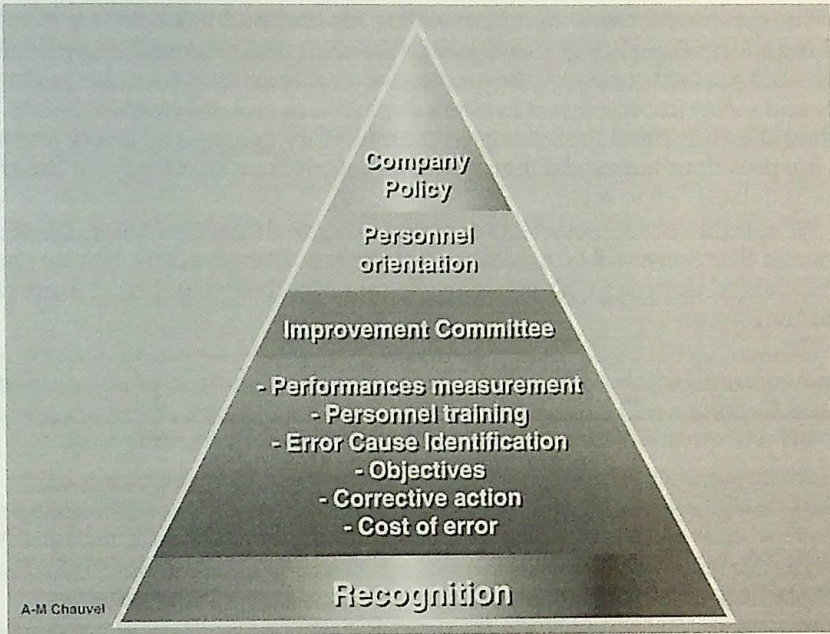 Company
Policy
Personnel
orientation
Improvement Committee
- Performances measurement
- Personnel training
- Error Cause Identification
- Objectives
- Corrective action
- Cost of error
Recognition
A-M Chauvel